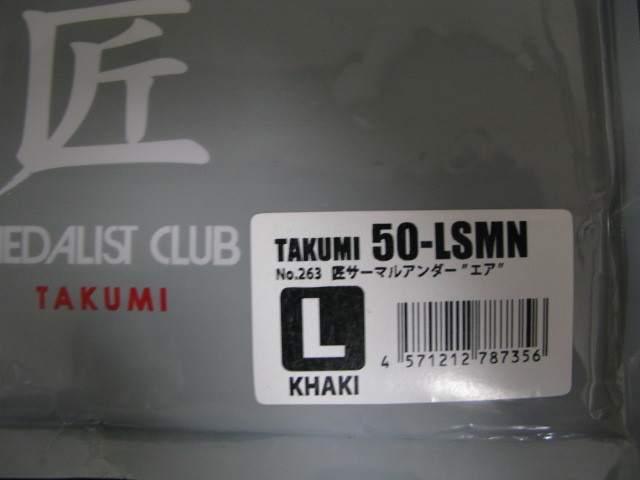 匠
MEDALIST CLUB
TAKUMI
TAKUMI 50-LSMN
No.263 匠サーマルアンダー"エア"
L
KHAKI
4 571212 787356